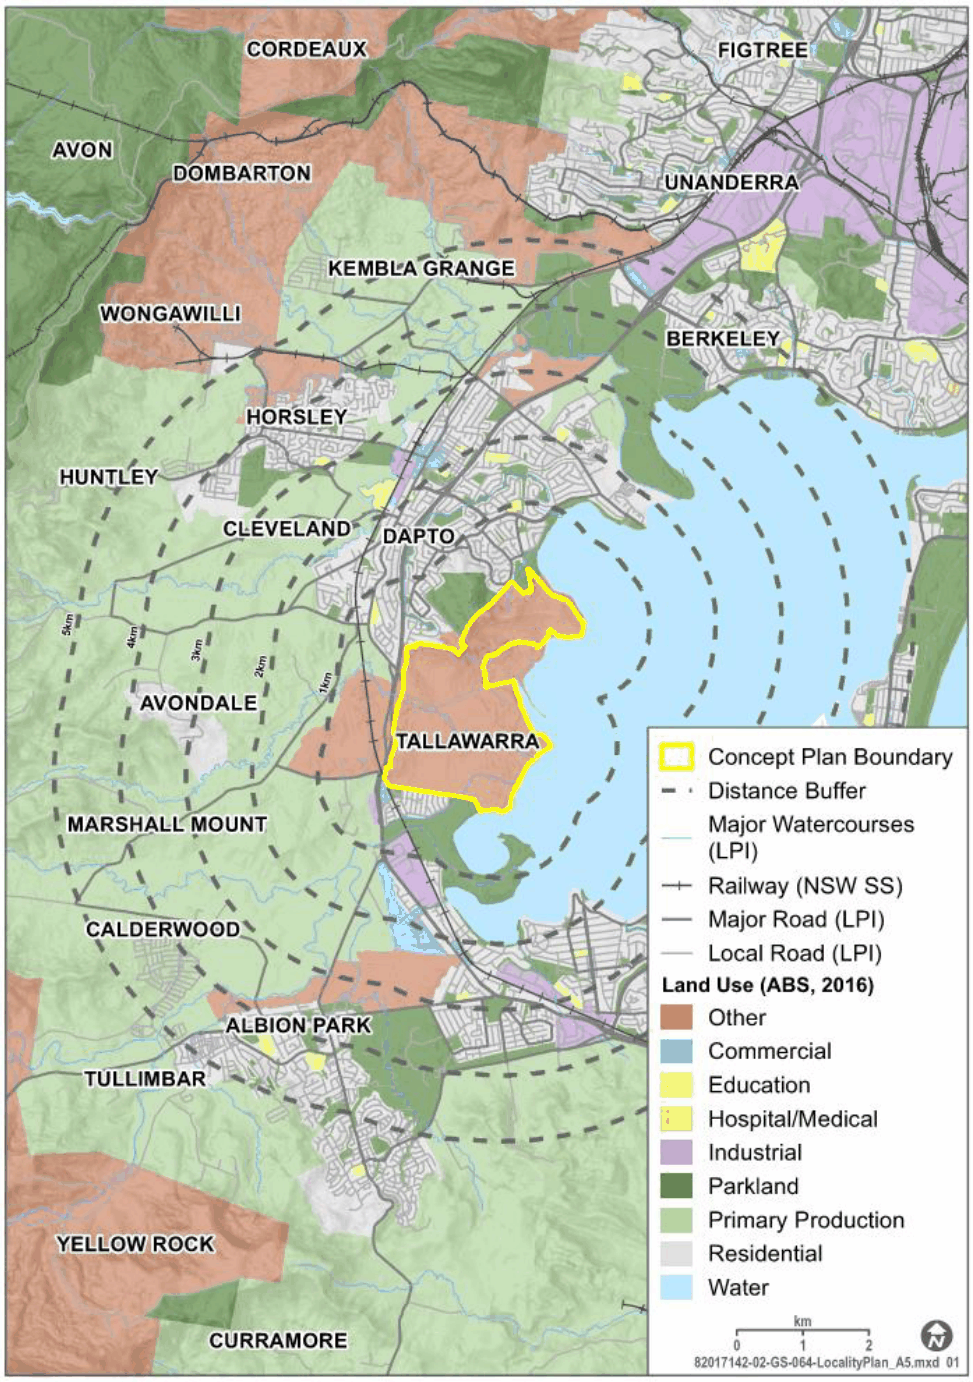 CORDEAUX
FIGTREE
AVON
DOMBARTON
UNANDERRA
KEMBLA GRANGE
WONGAWILLI
BERKELEY
HORSLEY
HUNTLEY
CLEVELAND
DAPTO
5km
4km
3km
2km
1km
AVONDALE
TALLAWARRA
MARSHALL MOUNT
CALDERWOOD
ALBION PARK
TULLIMBAR
YELLOW ROCK
CURRAMORE
Concept Plan Boundary
Distance Buffer
Major Watercourses
(LPI)
Railway (NSW SS)
Major Road (LPI)
Local Road (LPI)
Land Use (ABS, 2016)
Other
Commercial
Education
Hospital/Medical
Industrial
Parkland
Primary Production
Residential
Water
km
0 1 2
N
82017142-02-GS-064-LocalityPlan_A5.mxd 01